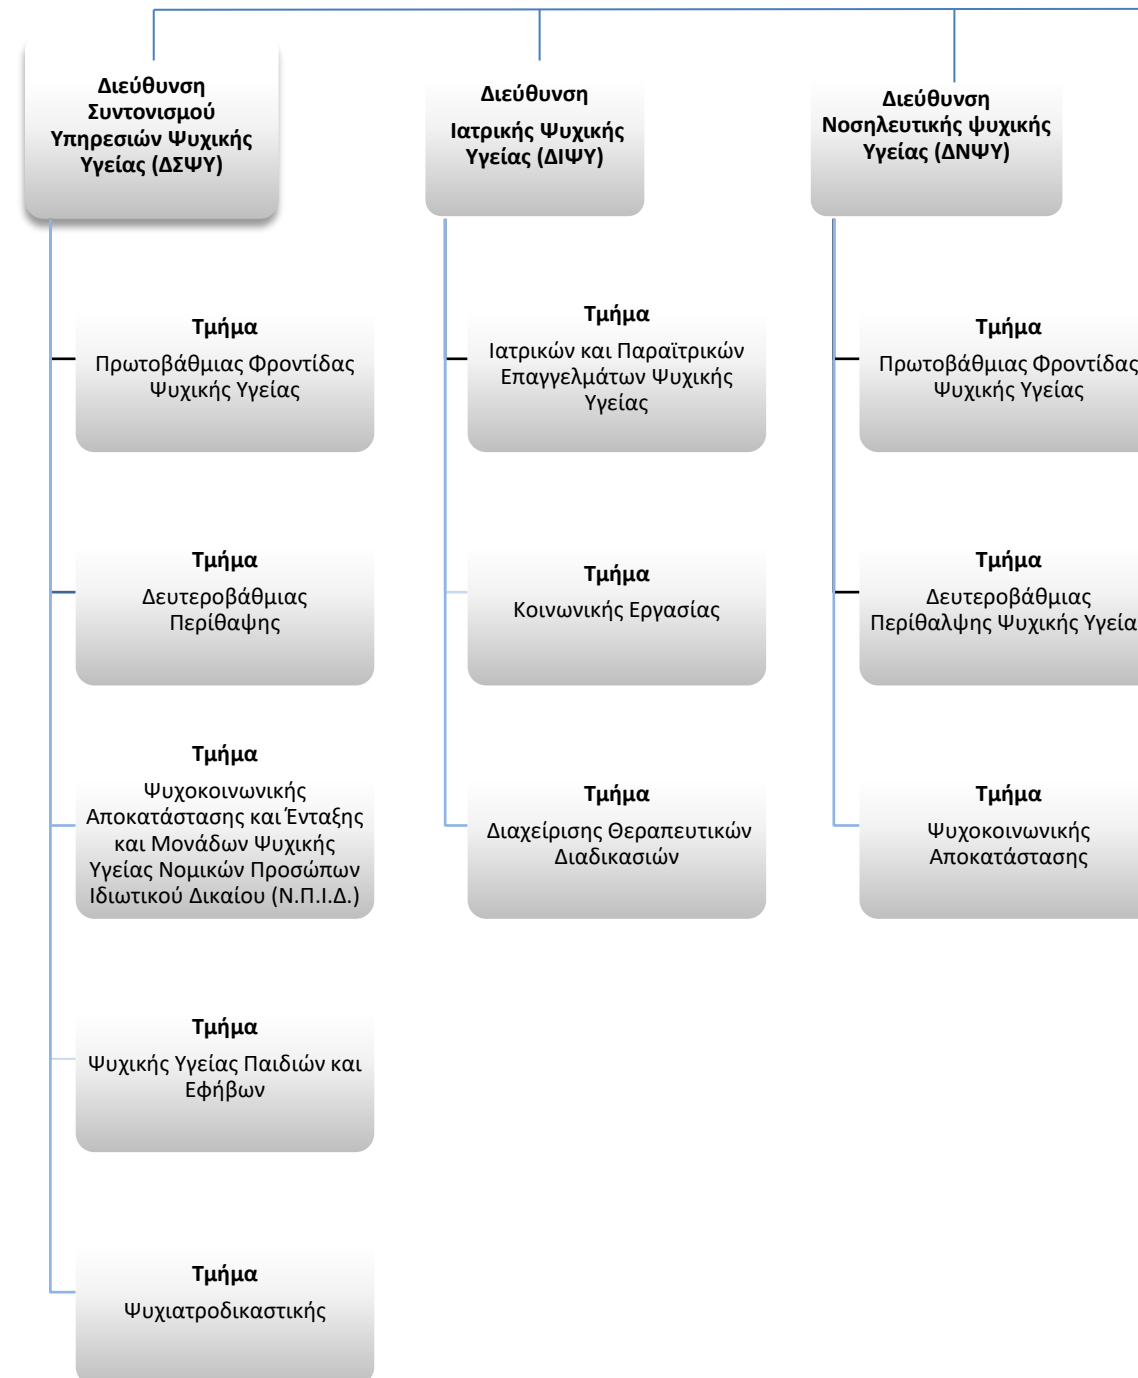 Διεύθυνση
Συντονισμού
Υπηρεσιών Ψυχικής
Υγείας (ΔΣΨΥ)
Τμήμα
Πρωτοβάθμιας Φροντίδας
Ψυχικής Υγείας
Τμήμα
Δευτεροβάθμιας
Περίθαψης
Τμήμα
Ψυχοκοινωνικής
Αποκατάστασης και Ένταξης
και Μονάδων Ψυχικής
Υγείας Νομικών Προσώπων
Ιδιωτικού Δικαίου (Ν.Π.Ι.Δ.)
Τμήμα
Ψυχικής Υγείας Παιδιών και
Εφήβων
Τμήμα
Ψυχιατροδικαστικής
Διεύθυνση
Ιατρικής Ψυχικής
Υγείας (ΔΙΨΥ)
Τμήμα
Ιατρικών και Παραϊτρικών
Επαγγελμάτων Ψυχικής
Υγείας
Τμήμα
Κοινωνικής Εργασίας
Τμήμα
Διαχείρισης Θεραπευτικών
Διαδικασιών
Διεύθυνση
Νοσηλευτικής ψυχικής
Υγείας (ΔΝΨΥ)
Τμήμα
Πρωτοβάθμιας Φροντίδας
Ψυχικής Υγείας
Τμήμα
Δευτεροβάθμιας
Περίθαλψης Ψυχικής Υγεία
Τμήμα
Ψυχοκοινωνικής
Αποκατάστασης